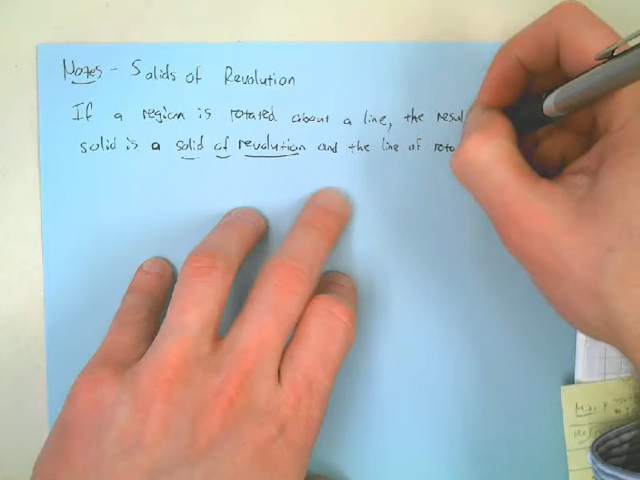 Notes - Solids of Revolution
If a region is rotated about a line, the resul
solid is a solid of revolution and the line of rota